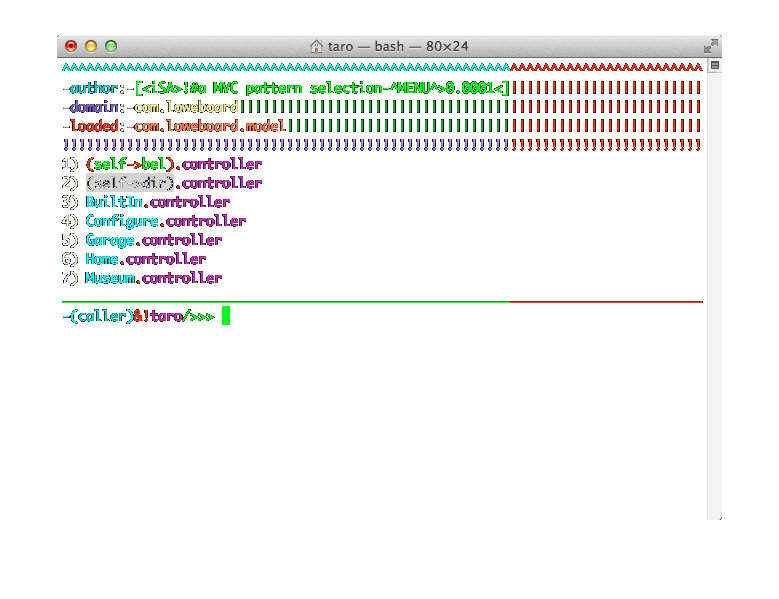 taro — bash — 80×24
-author:-[<iSA>!#a MVC pattern selection-^MENU^>0.0001<]||||||||||||||||||||||||
-domain:-com.loweboard||||||||||||||||||||||||||||||||||||||||||||||||||||||||||
-loaded:-com.loweboard.model||||||||||||||||||||||||||||||||||||||||||||||||||||
1) (self->bel).controller
2) (self->dir).controller
3) BuiltIn.controller
4) Configure.controller
5) Garage.controller
6) Home.controller
7) Museum.controller
-(caller)&!taro/>>>